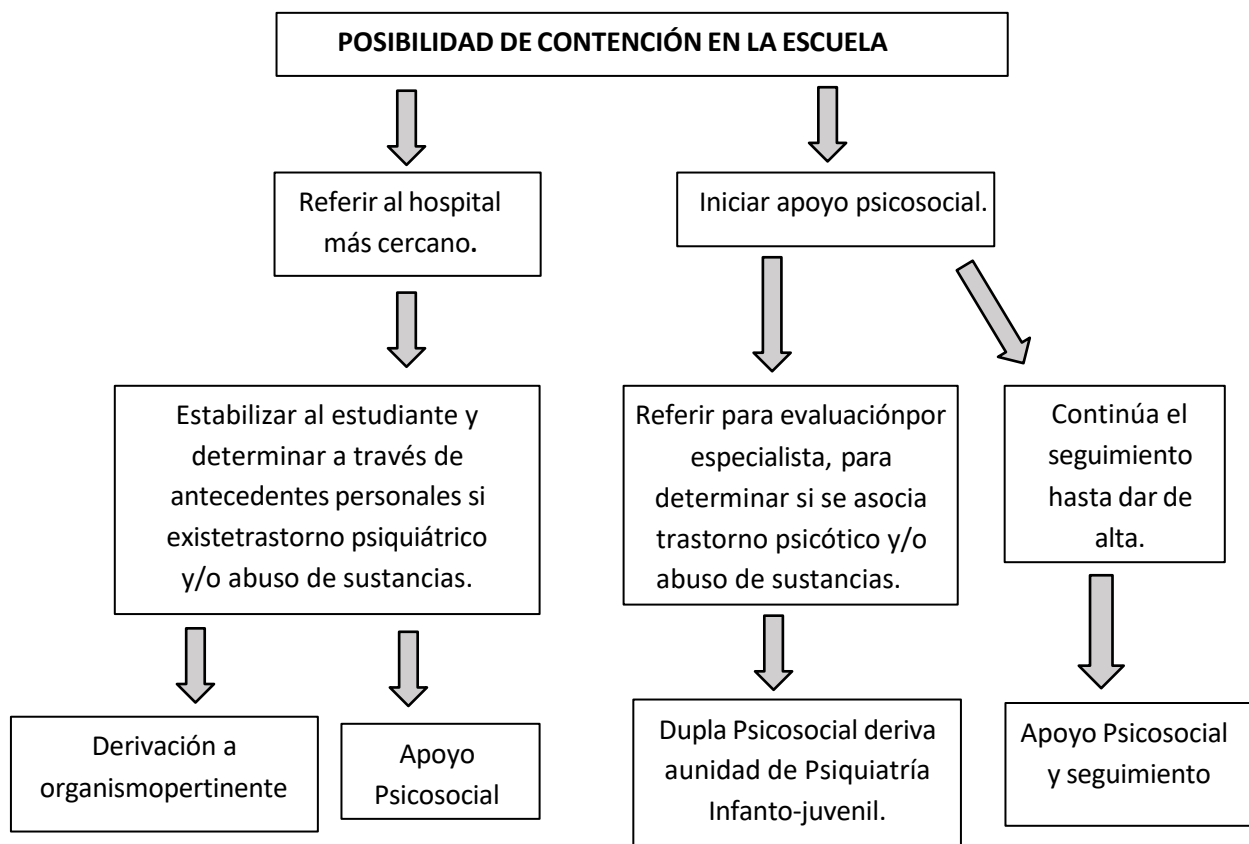 POSIBILIDAD DE CONTENCIÓN EN LA ESCUELA
Referir al hospital
más cercano.
Iniciar apoyo psicosocial.
Estabilizar al estudiante y
determinar a través de
antecedentes personales si
existetrastorno psiquiátrico
y/o abuso de sustancias.
Referir para evaluaciónpor
especialista, para
determinar si se asocia
trastorno psicótico y/o
abuso de sustancias.
Continúa el
seguimiento
hasta dar de
alta.
Derivación a
organismopertinente
Apoyo
Psicosocial
Dupla Psicosocial deriva
aunidad de Psiquiatría
Infanto-juvenil.
Apoyo Psicosocial
y seguimiento